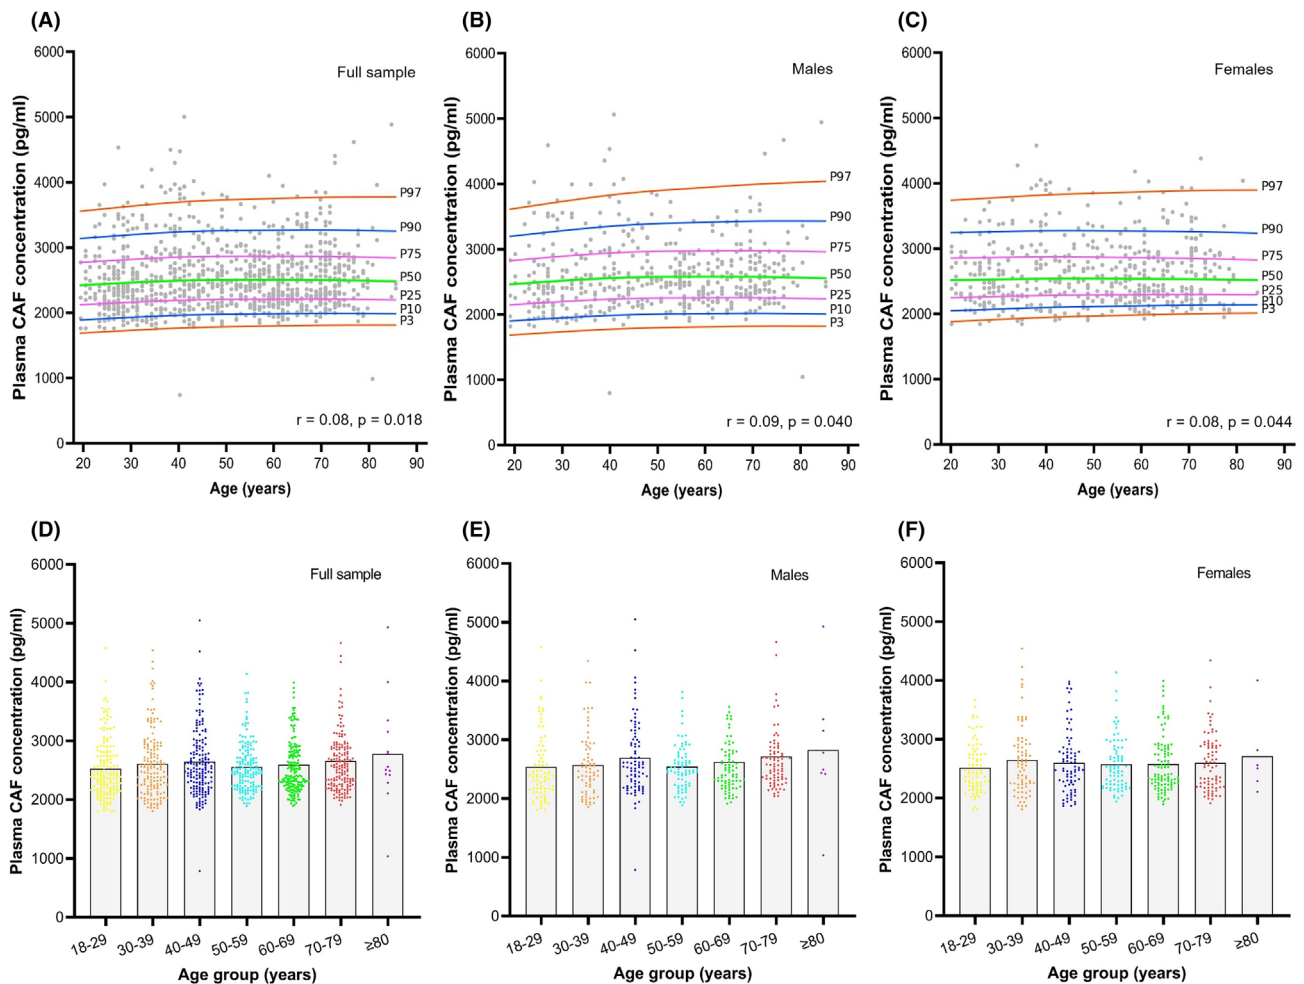 (A)
Full sample
Plasma CAF concentration (pg/ml)
6000
5000
4000
3000
2000
1000
0
P97
P90
P75
P50
P25
P10
P3
r = 0.08, p = 0.018
20 30 40 50 60 70 80 90
Age (years)
(B)
Males
Plasma CAF concentration (pg/ml)
6000
5000
4000
3000
2000
1000
0
P97
P90
P75
P50
P25
P10
P3
r = 0.09, p = 0.040
20 30 40 50 60 70 80 90
Age (years)
(C)
Females
Plasma CAF concentration (pg/ml)
6000
5000
4000
3000
2000
1000
0
P97
P90
P75
P50
P25
P10
P3
r = 0.08, p = 0.044
20 30 40 50 60 70 80 90
Age (years)
(D)
Full sample
Plasma CAF concentration (pg/ml)
6000
5000
4000
3000
2000
1000
0
18-29 30-39 40-49 50-59 60-69 70-79 ≥80
Age group (years)
(E)
Males
Plasma CAF concentration (pg/ml)
6000
5000
4000
3000
2000
1000
0
18-29 30-39 40-49 50-59 60-69 70-79 ≥80
Age group (years)
(F)
Females
Plasma CAF concentration (pg/ml)
6000
5000
4000
3000
2000
1000
0
18-29 30-39 40-49 50-59 60-69 70-79 ≥80
Age group (years)